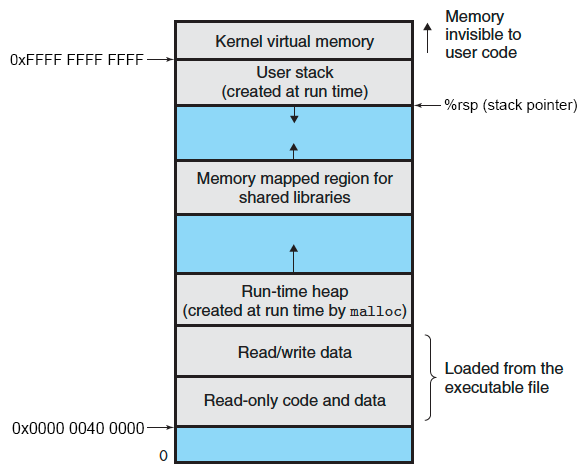 Memory
invisible to
user code
Kernel virtual memory
0xFFFF FFFF FFFF
User stack
(created at run time)
%rsp (stack pointer)
Memory mapped region for
shared libraries
Run-time heap
(created at run time by malloc)
Read/write data
Loaded from the
executable file
Read-only code and data
0x0000 0040 0000
0